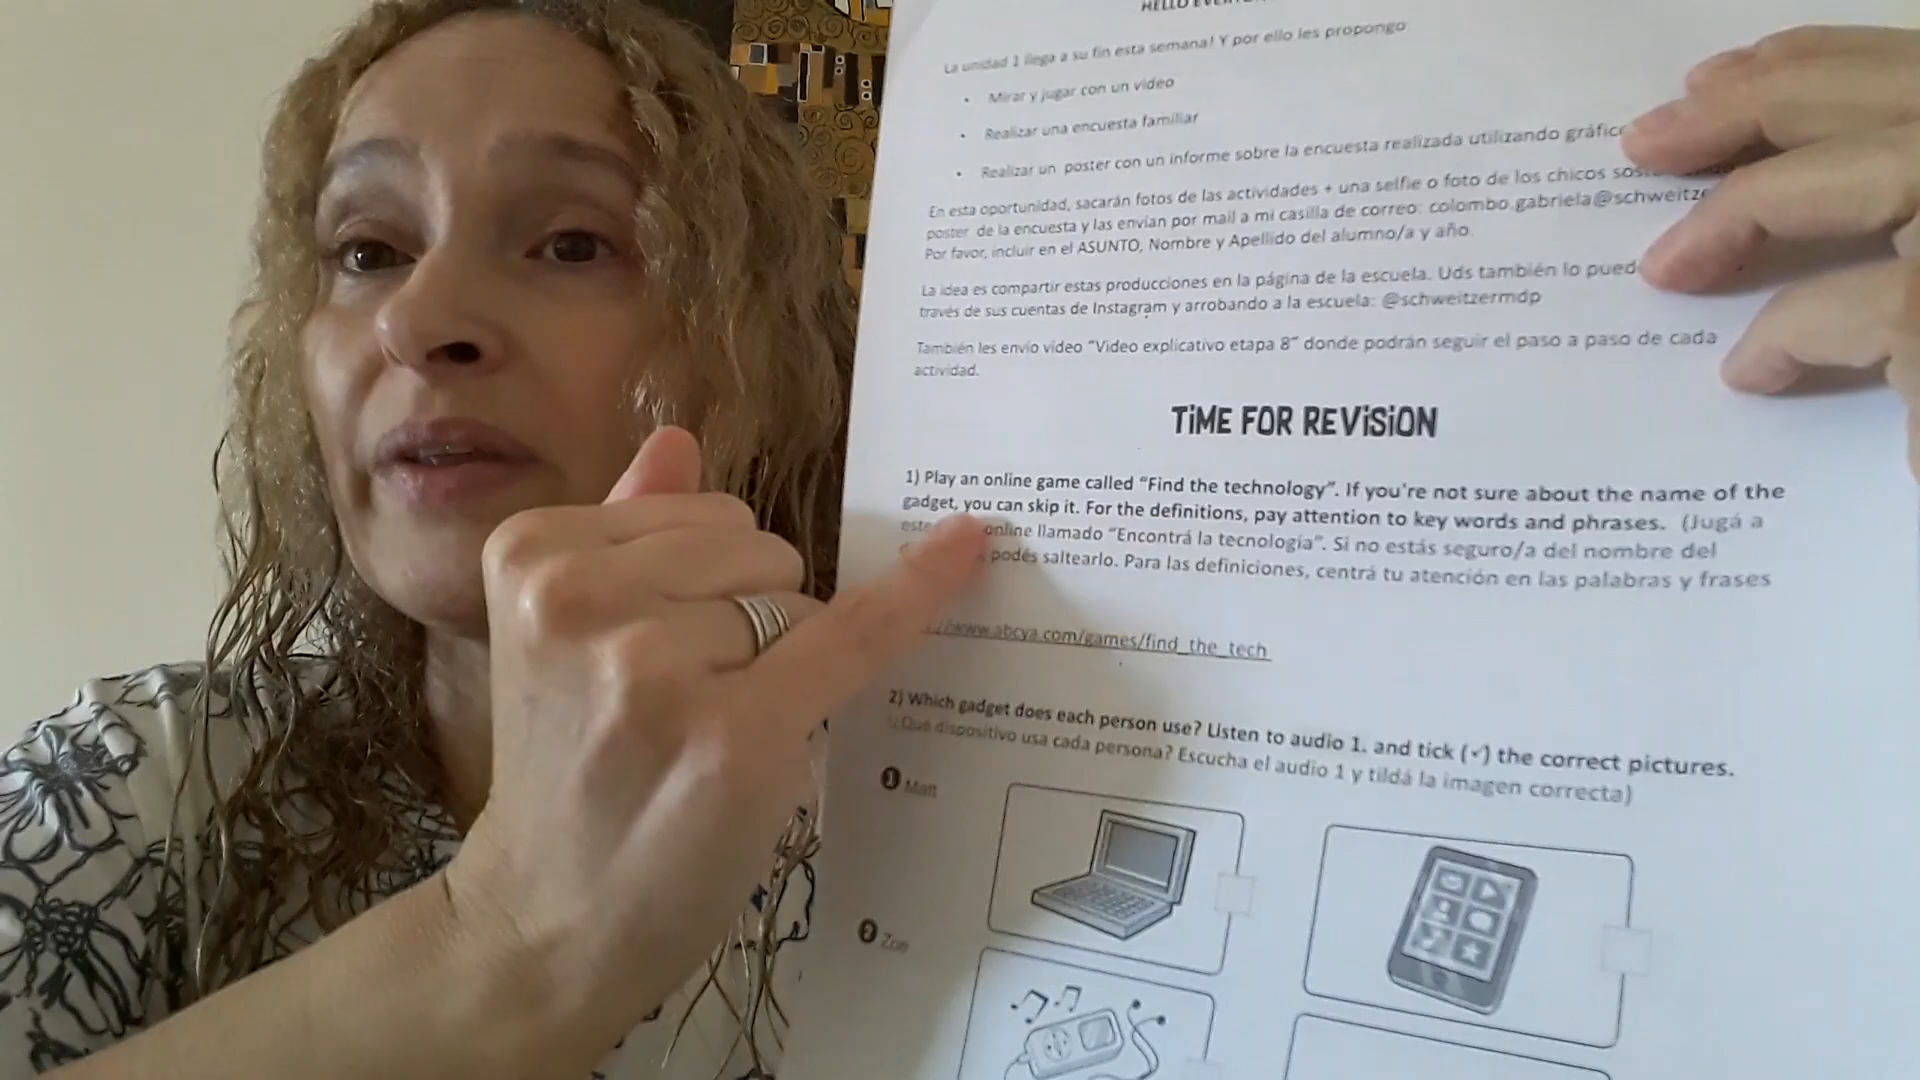 HELLO
La unidad 1 llega a su fin esta semana! Y por ello les propongo
• Mirar y jugar con un video
• Realizar una encuesta familiar
• Realizar un poster con un informe sobre la encuesta realizada utilizando
En esta oportunidad, sacarán fotos de las actividades + una selfie o foto de los chicos
poster de la encuesta y las envían por mail a mi casilla de correo: colombo.gabriela@schweitze
Por favor, incluir en el ASUNTO, Nombre y Apellido del alumno/a y año.
La idea es compartir estas producciones en la página de la escuela. Uds también lo
través de sus cuentas de Instagram y arrobando a la escuela: @schweitzermdp
También les envío video "Video explicativo etapa 8" donde podrán seguir el paso a paso de cada
actividad.
TiME FOR REViSiON
1) Play an online game called "Find the technology". If you're not sure about the name of the
gadget, you can skip it. For the definitions, pay attention to key words and phrases. (Jugá a
online llamado "Encontrá la tecnología". Si no estás seguro/a del nombre del
podés saltearlo. Para las definiciones, centrá tu atención en las palabras y frases
//www.abcya.com/games/find_the_tech
2) Which gadget does each person use? Listen to audio 1. and tick (✓) the correct pictures.
¿Qué dispositivo usa cada persona? Escucha el audio 1 y tildá la imagen correcta)
1 Matt
2 Zoe